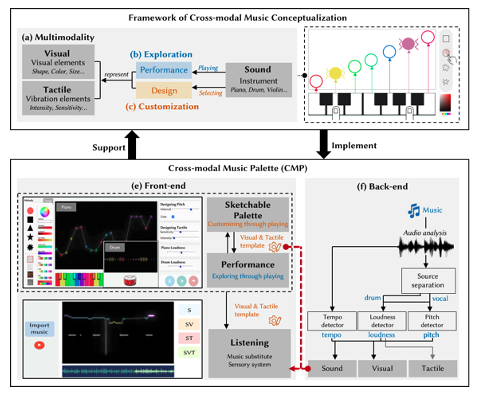 Framework of Cross-modal Music Conceptualization
(a) Multimodality
Visual
Visual elements
Shape, Color, Size...
Tactile
Vibration elements
Intensity, Sensitivity...
represent
(b) Exploration
Performance
Design
(c) Customization
Playing
Selecting
Sound
Instrument
Piano, Drum, Violin...
Support
Implement
Cross-modal Music Palette (CMP)
(e) Front-end
Piano
Drum
Designing Pitch
Designing Tactile
Piano Loudness
Drum Loudness
Sketchable
Palette
Customizing through playing
Visual & Tactile
template
Performance
Exploring through playing
Visual & Tactile
template
Import
music
S
SV
ST
SVT
Listening
Music substitute
Sensory system
(f) Back-end
Music
Audio analysis
Source
separation
drum
vocal
Tempo
detector
Loudness
detector
Pitch
detector
tempo
loudness
pitch
Sound
Visual
Tactile